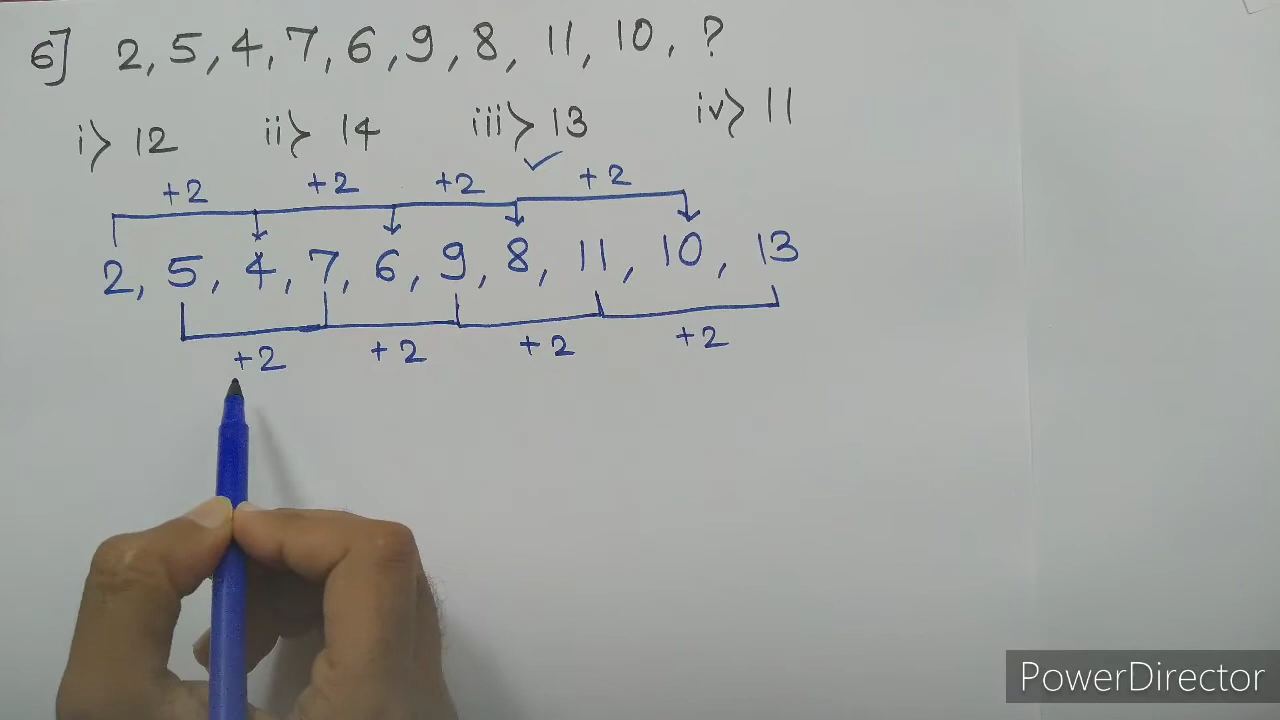 6] 2, 5, 4, 7, 6, 9, 8, 11, 10, ?
i> 12 ii> 14 iii> 13 iv> 11
✓
+2 +2 +2 +2
2, 5, 4, 7, 6, 9, 8, 11, 10, 13
+2 +2 +2 +2
PowerDirector